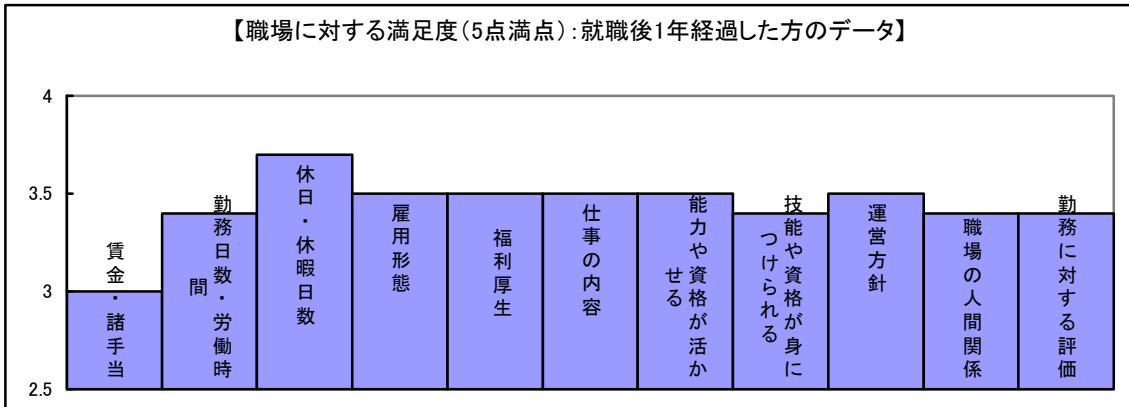 【職場に対する満足度（5点満点）：就職後1年経過した方のデータ】
4
3.5
3
2.5
賃金・諸手当
勤務日数・労働時
間
休日・休暇日数
雇用形態
福利厚生
仕事の内容
能力や資格が活か
せる
技能や資格が身に
つけられる
運営方針
職場の人間関係
勤務に対する評価